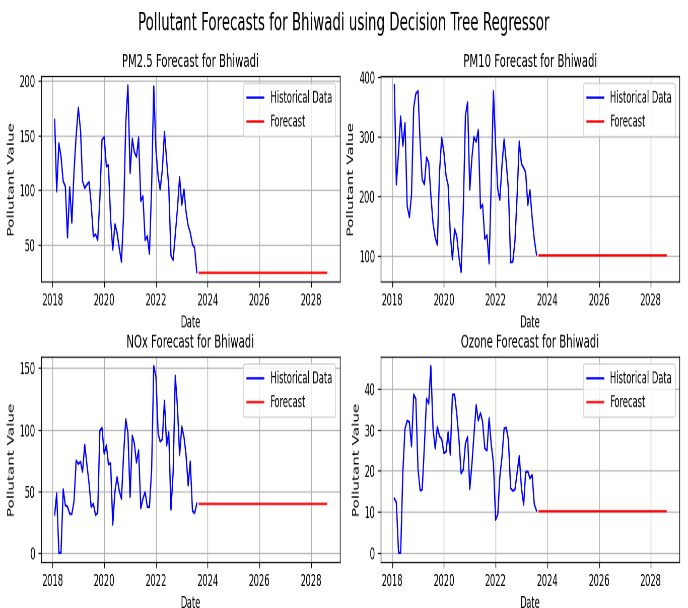 Pollutant Forecasts for Bhiwadi using Decision Tree Regressor
PM2.5 Forecast for Bhiwadi
Pollutant Value
200
150
100
50
Historical Data
Forecast
2018 2020 2022 2024 2026 2028
Date
PM10 Forecast for Bhiwadi
Pollutant Value
400
300
200
100
Historical Data
Forecast
2018 2020 2022 2024 2026 2028
Date
NOx Forecast for Bhiwadi
Pollutant Value
150
100
50
0
Historical Data
Forecast
2018 2020 2022 2024 2026 2028
Date
Ozone Forecast for Bhiwadi
Pollutant Value
40
30
20
10
0
Historical Data
Forecast
2018 2020 2022 2024 2026 2028
Date